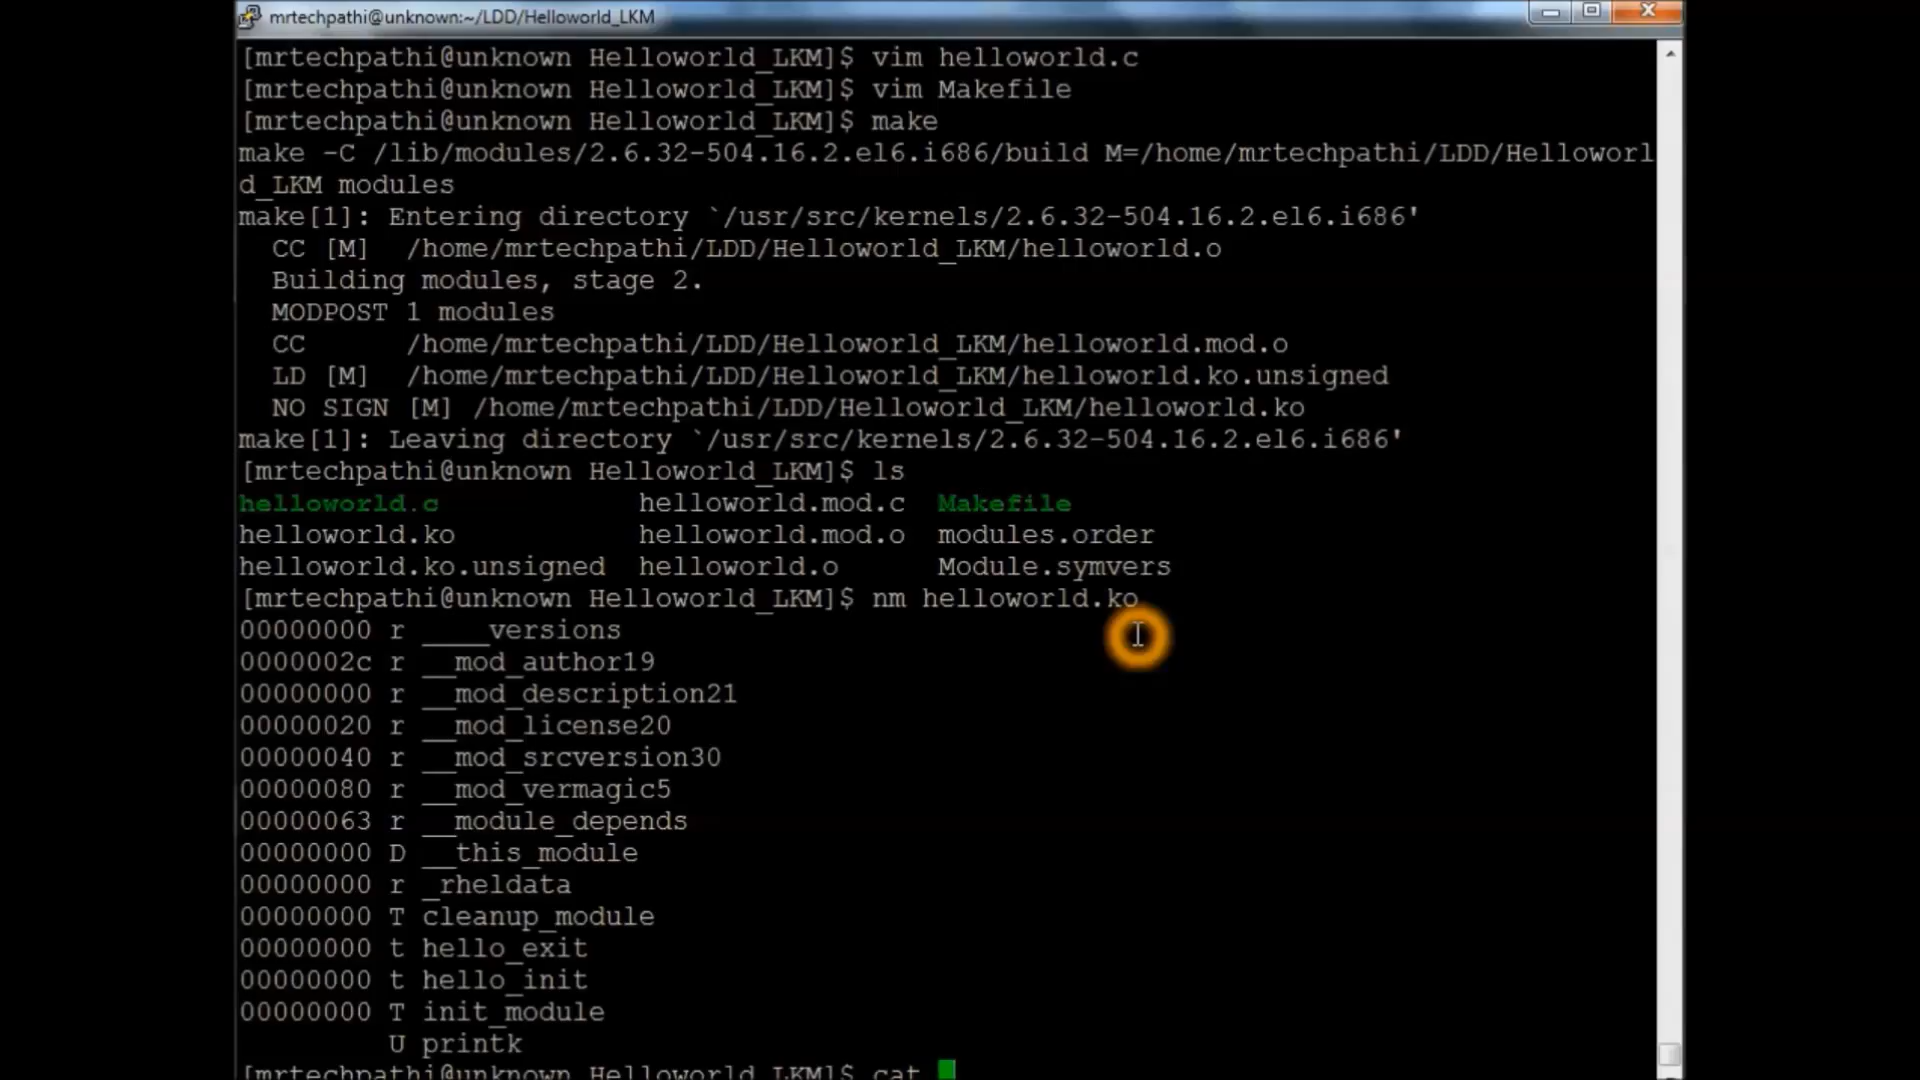 mrtechpathi@unknown:~/LDD/Helloworld_LKM
[mrtechpathi@unknown Helloworld_LKM]$ vim helloworld.c
[mrtechpathi@unknown Helloworld_LKM]$ vim Makefile
[mrtechpathi@unknown Helloworld_LKM]$ make
make -C /lib/modules/2.6.32-504.16.2.el6.i686/build M=/home/mrtechpathi/LDD/Helloworl
d_LKM modules
make[1]: Entering directory `/usr/src/kernels/2.6.32-504.16.2.el6.i686'
  CC [M]  /home/mrtechpathi/LDD/Helloworld_LKM/helloworld.o
  Building modules, stage 2.
  MODPOST 1 modules
  CC      /home/mrtechpathi/LDD/Helloworld_LKM/helloworld.mod.o
  LD [M]  /home/mrtechpathi/LDD/Helloworld_LKM/helloworld.ko.unsigned
  NO SIGN [M] /home/mrtechpathi/LDD/Helloworld_LKM/helloworld.ko
make[1]: Leaving directory `/usr/src/kernels/2.6.32-504.16.2.el6.i686'
[mrtechpathi@unknown Helloworld_LKM]$ ls
helloworld.c            helloworld.mod.c  Makefile
helloworld.ko           helloworld.mod.o  modules.order
helloworld.ko.unsigned  helloworld.o      Module.symvers
[mrtechpathi@unknown Helloworld_LKM]$ nm helloworld.ko
00000000 r ____versions
0000002c r __mod_author19
00000000 r __mod_description21
00000020 r __mod_license20
00000040 r __mod_srcversion30
00000080 r __mod_vermagic5
00000063 r __module_depends
00000000 D __this_module
00000000 r _rheldata
00000000 T cleanup_module
00000000 t hello_exit
00000000 t hello_init
00000000 T init_module
         U printk
[mrtechpathi@unknown Helloworld_LKM]$ cat